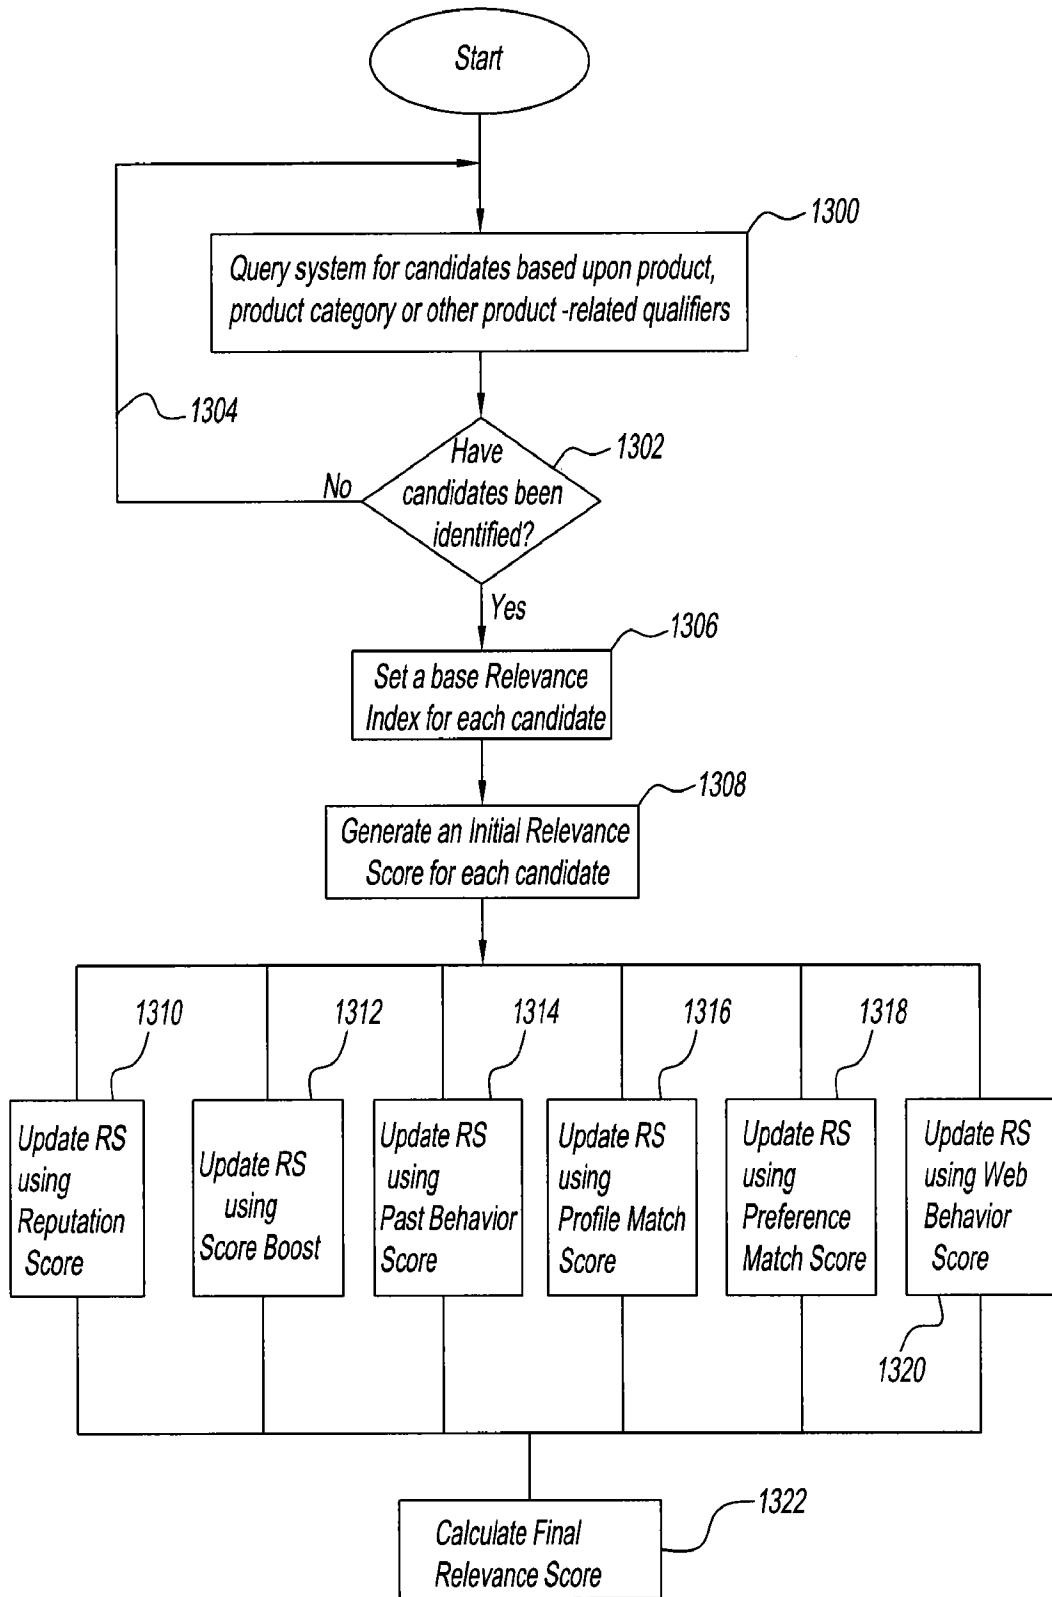 Start
1300
Query system for candidates based upon product,
product category or other product -related qualifiers
1304
1302
Have
candidates been
identified?
No
Yes
1306
Set a base Relevance
Index for each candidate
1308
Generate an Initial Relevance
Score for each candidate
1310
1312
1314
1316
1318
Update RS
using
Reputation
Score
Update RS
using
Score Boost
Update RS
using
Past Behavior
Score
Update RS
using
Profile Match
Score
Update RS
using
Preference
Match Score
Update RS
using Web
Behavior
Score
1320
1322
Calculate Final
Relevance Score